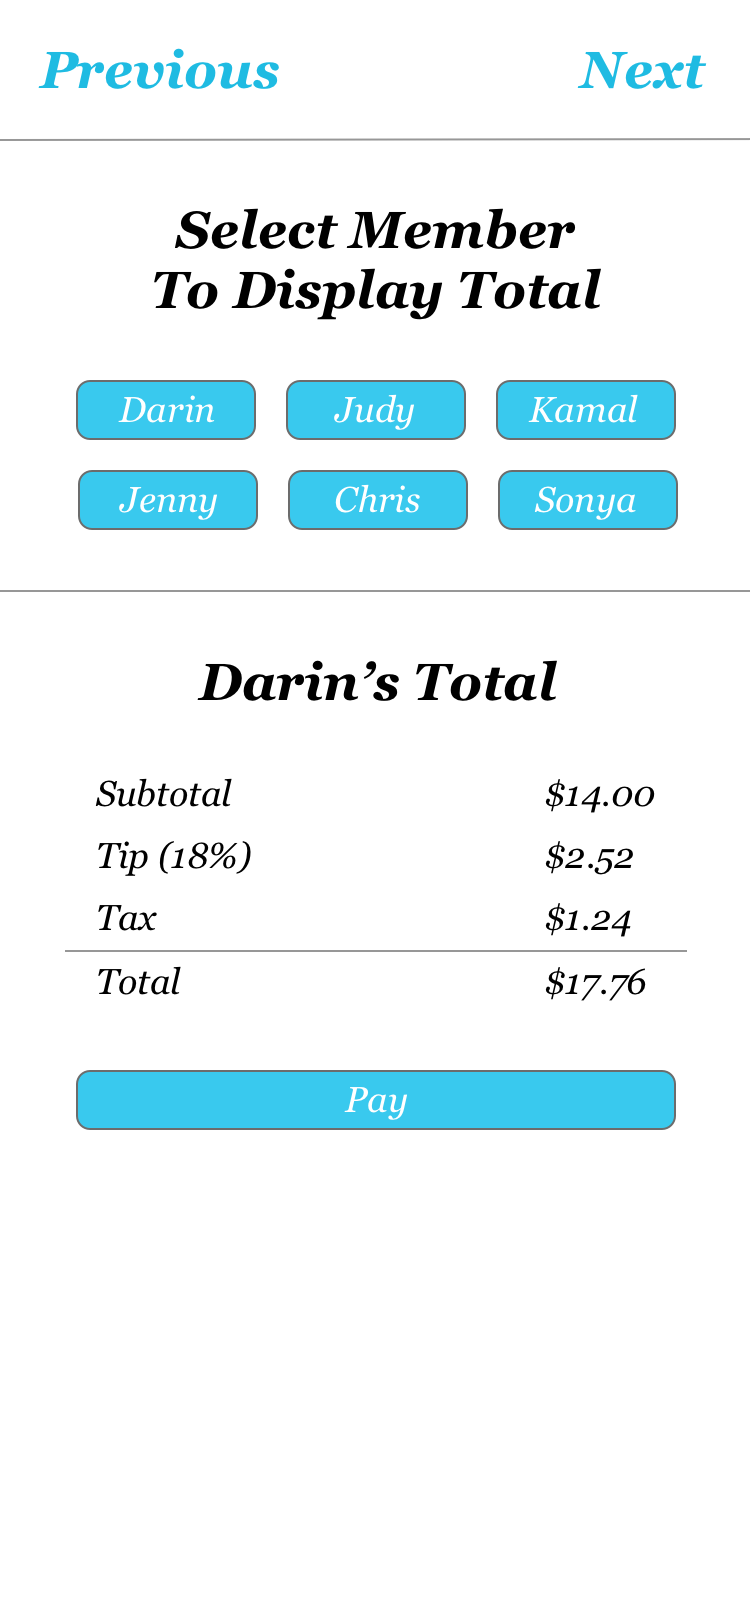 Previous Next
Select Member
To Display Total
Darin Judy Kamal
Jenny Chris Sonya
Darin’s Total
Subtotal $14.00
Tip (18%) $2.52
Tax $1.24
Total $17.76
Pay